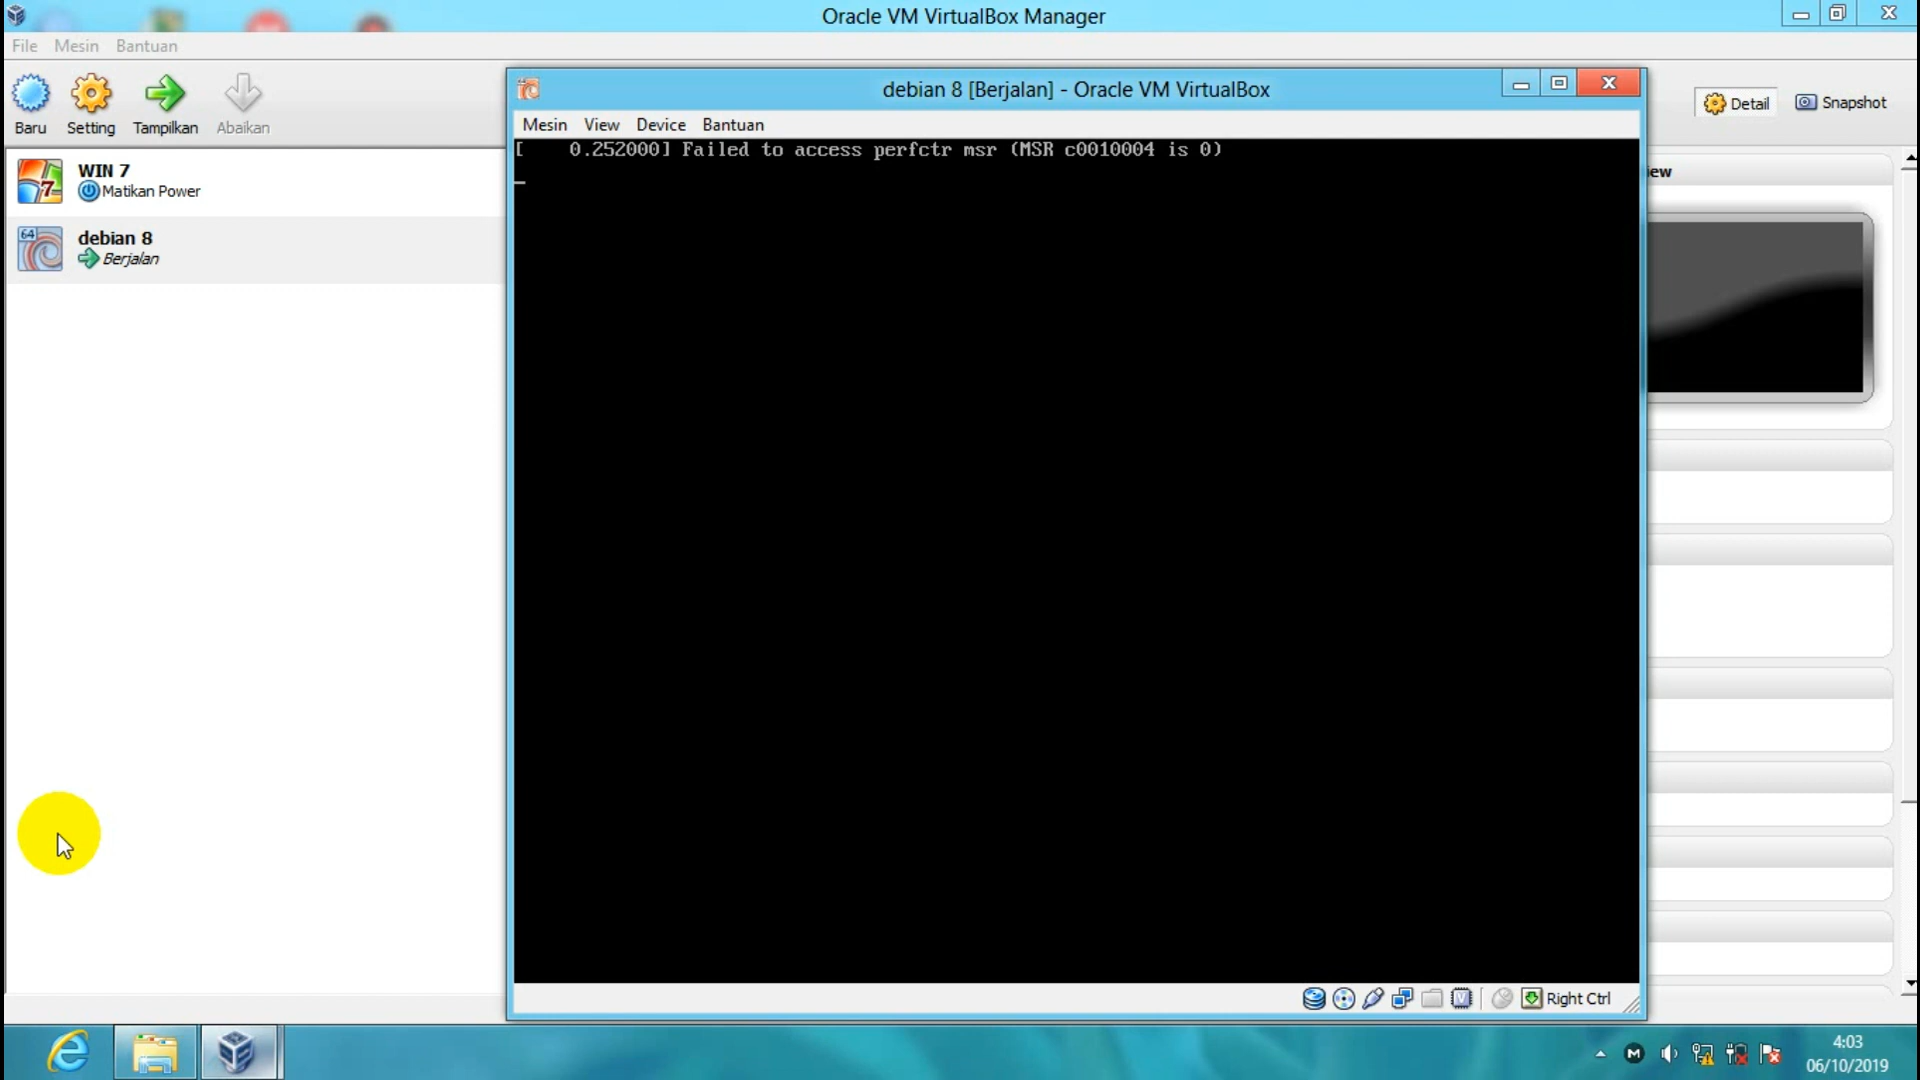 Oracle VM VirtualBox Manager
File Mesin Bantuan
Baru Setting Tampilkan Abaikan
Detail Snapshot
WIN 7
Matikan Power
64
debian 8
Berjalan
debian 8 [Berjalan] - Oracle VM VirtualBox
Mesin View Device Bantuan
[    0.252000] Failed to access perfctr msr (MSR c0010004 is 0)
Right Ctrl
4:03
06/10/2019